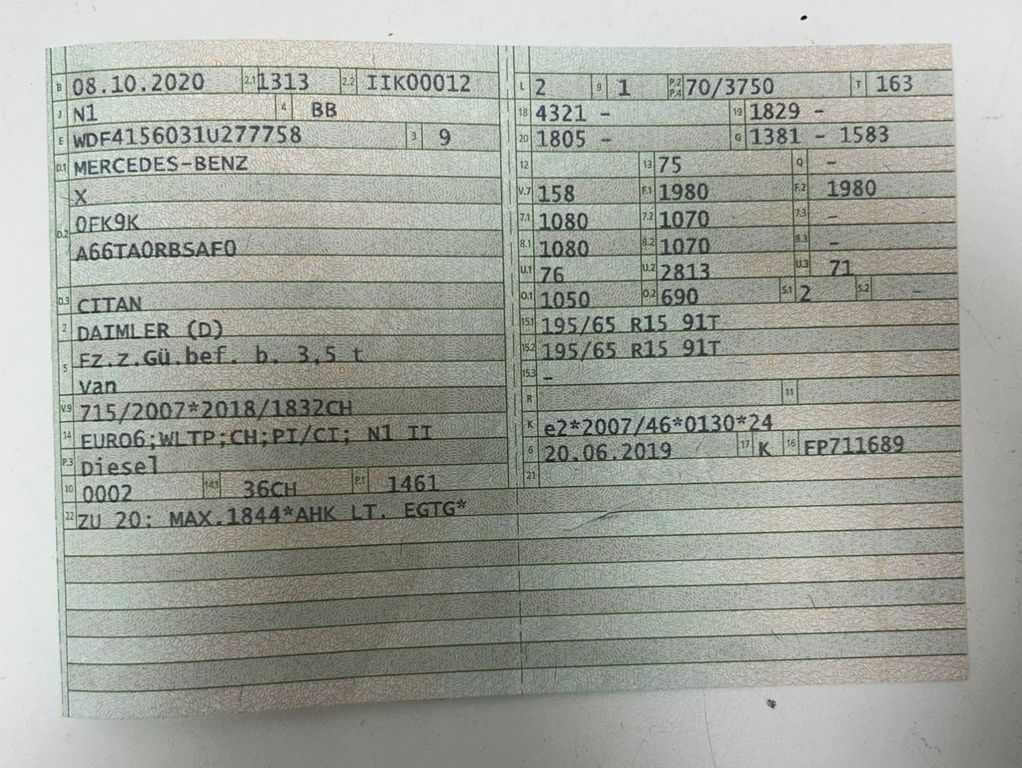 B 08.10.2020 2.1 1313 2.2 IIK00012
J N1 4 BB
E WDF4156031U277758 3 9
D.1 MERCEDES-BENZ
X
D.2 0FK9K
A66TA0RBSAF0
D.3 CITAN
2 DAIMLER (D)
5 Fz.z.Gü.bef. b. 3,5 t
Van
V.9 715/2007*2018/1832CH
14 EURO6;WLTP;CH;PI/CI; N1 II
P.3 Diesel
10 0002 14.1 36CH P.1 1461
22 ZU 20: MAX.1844*AHK LT. EGTG*
L 2 9 1 P.2 P.4 70/3750 T 163
18 4321 - 19 1829 -
20 1805 - G 1381 - 1583
12 13 75 Q -
V.7 158 F.1 1980 F.2 1980
7.1 1080 7.2 1070 7.3 -
8.1 1080 8.2 1070 8.3 -
U.1 76 U.2 2813 U.3 71
O.1 1050 O.2 690 S.1 2 S.2 -
15.1 195/65 R15 91T
15.2 195/65 R15 91T
15.3 -
R 11
K e2*2007/46*0130*24
6 20.06.2019 17 K 16 FP711689
21